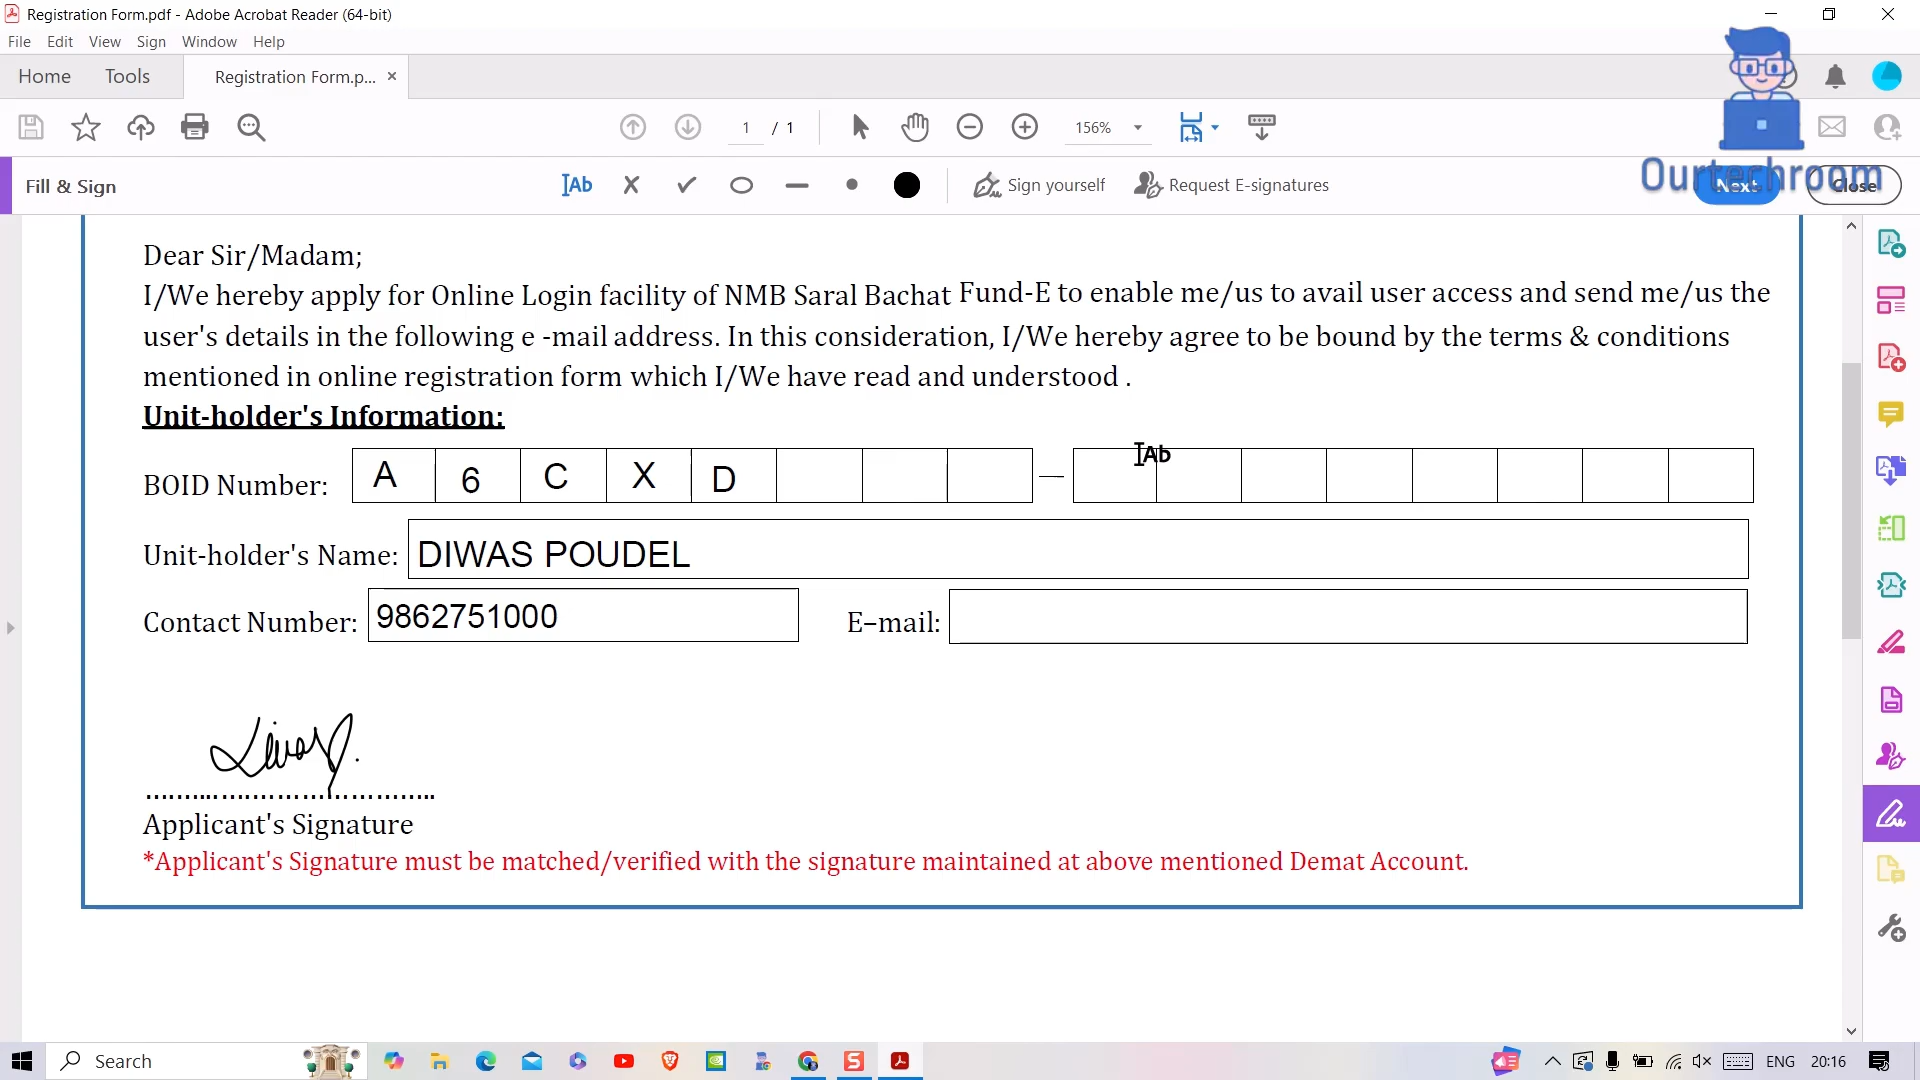 Registration Form.pdf - Adobe Acrobat Reader (64-bit)
File Edit View Sign Window Help
Home Tools Registration Form.p... ×
1 / 1 156%
Fill & Sign Ab Sign yourself Request E-signatures Next Close
Ourtechroom
Dear Sir/Madam;
I/We hereby apply for Online Login facility of NMB Saral Bachat Fund-E to enable me/us to avail user access and send me/us the
user's details in the following e -mail address. In this consideration, I/We hereby agree to be bound by the terms & conditions
mentioned in online registration form which I/We have read and understood .
Unit-holder's Information:
Ab
BOID Number: A 6 C X D —
Unit-holder's Name: DIWAS POUDEL
Contact Number: 9862751000 E–mail:
Applicant's Signature
*Applicant's Signature must be matched/verified with the signature maintained at above mentioned Demat Account.
Search ENG 20:16